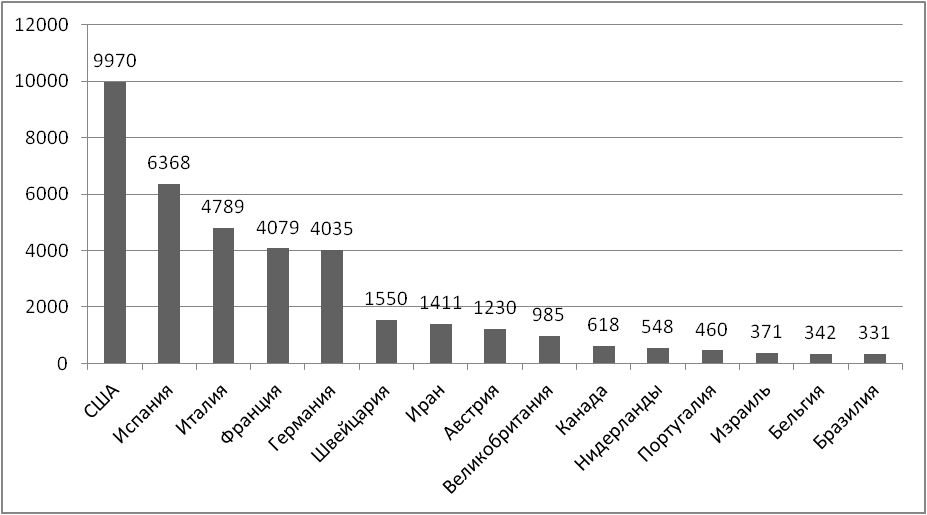 12000
10000
8000
6000
4000
2000
0
9970
6368
4789
4079
4035
1550
1411
1230
985
618
548
460
371
342
331
США
Испания
Италия
Франция
Германия
Швейцария
Иран
Австрия
Великобритания
Канада
Нидерланды
Португалия
Израиль
Бельгия
Бразилия